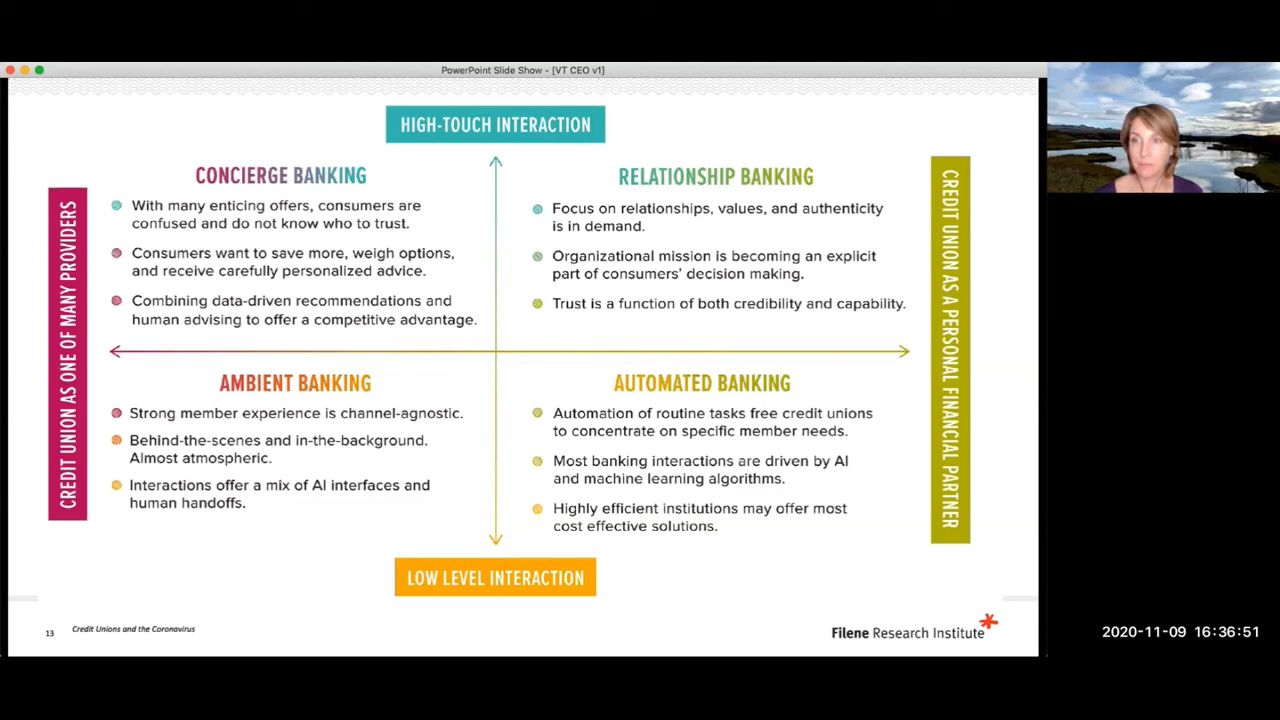 PowerPoint Slide Show - [VT CEO v1]
HIGH-TOUCH INTERACTION
CREDIT UNION AS ONE OF MANY PROVIDERS
CONCIERGE BANKING
With many enticing offers, consumers are
confused and do not know who to trust.
Consumers want to save more, weigh options,
and receive carefully personalized advice.
Combining data-driven recommendations and
human advising to offer a competitive advantage.
RELATIONSHIP BANKING
Focus on relationships, values, and authenticity
is in demand.
Organizational mission is becoming an explicit
part of consumers' decision making.
Trust is a function of both credibility and capability.
CREDIT UNION AS A PERSONAL FINANCIAL PARTNER
AMBIENT BANKING
Strong member experience is channel-agnostic.
Behind-the-scenes and in-the-background.
Almost atmospheric.
Interactions offer a mix of AI interfaces and
human handoffs.
AUTOMATED BANKING
Automation of routine tasks free credit unions
to concentrate on specific member needs.
Most banking interactions are driven by AI
and machine learning algorithms.
Highly efficient institutions may offer most
cost effective solutions.
LOW LEVEL INTERACTION
13
Credit Unions and the Coronavirus
Filene Research Institute
2020-11-09 16:36:51